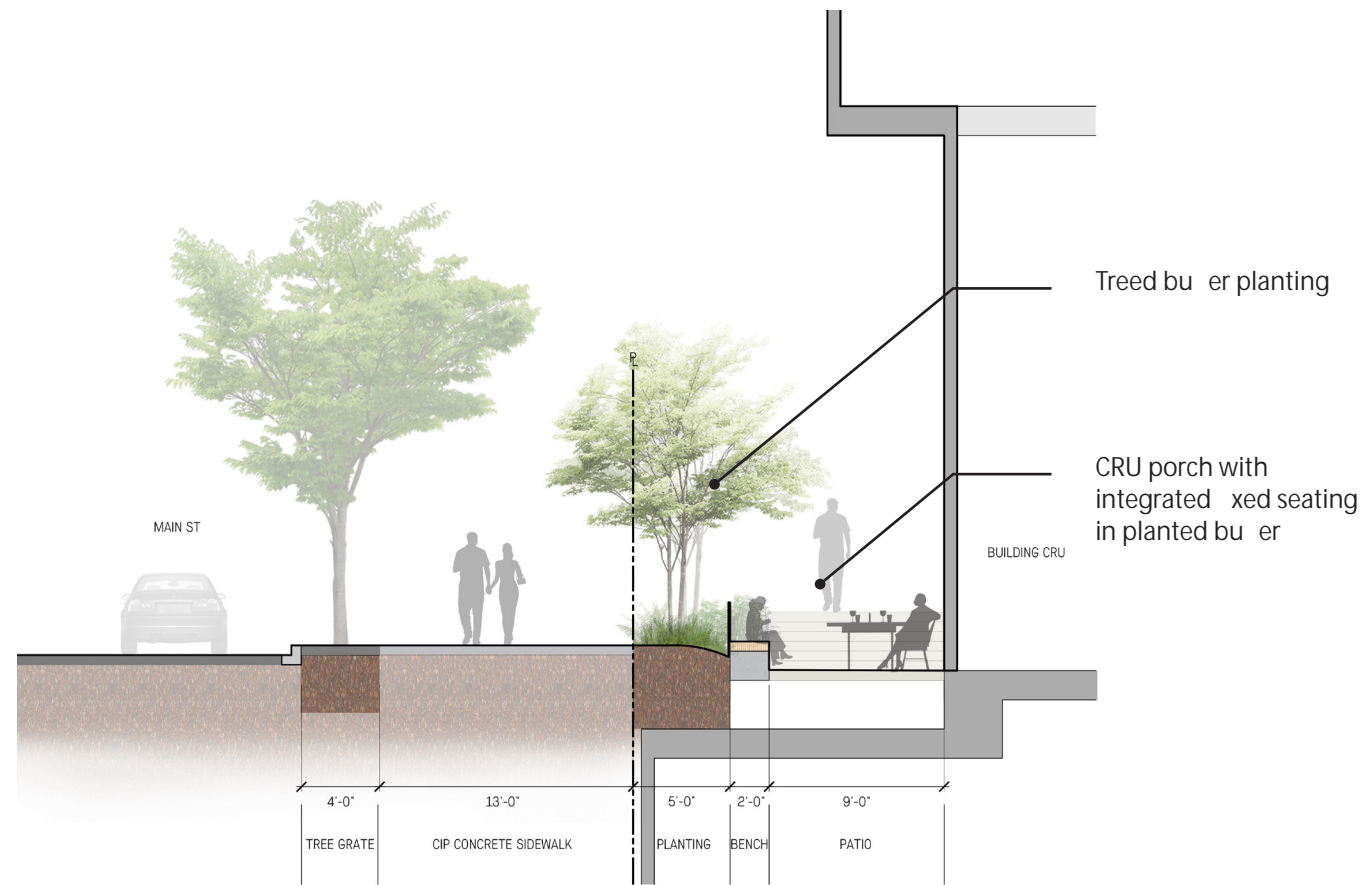 Treed bu er planting
CRU porch with
integrated xed seating
in planted bu er
PL
MAIN ST
BUILDING CRU
4'-0"
13'-0"
5'-0"
2'-0"
9'-0"
TREE GRATE
CIP CONCRETE SIDEWALK
PLANTING
BENCH
PATIO